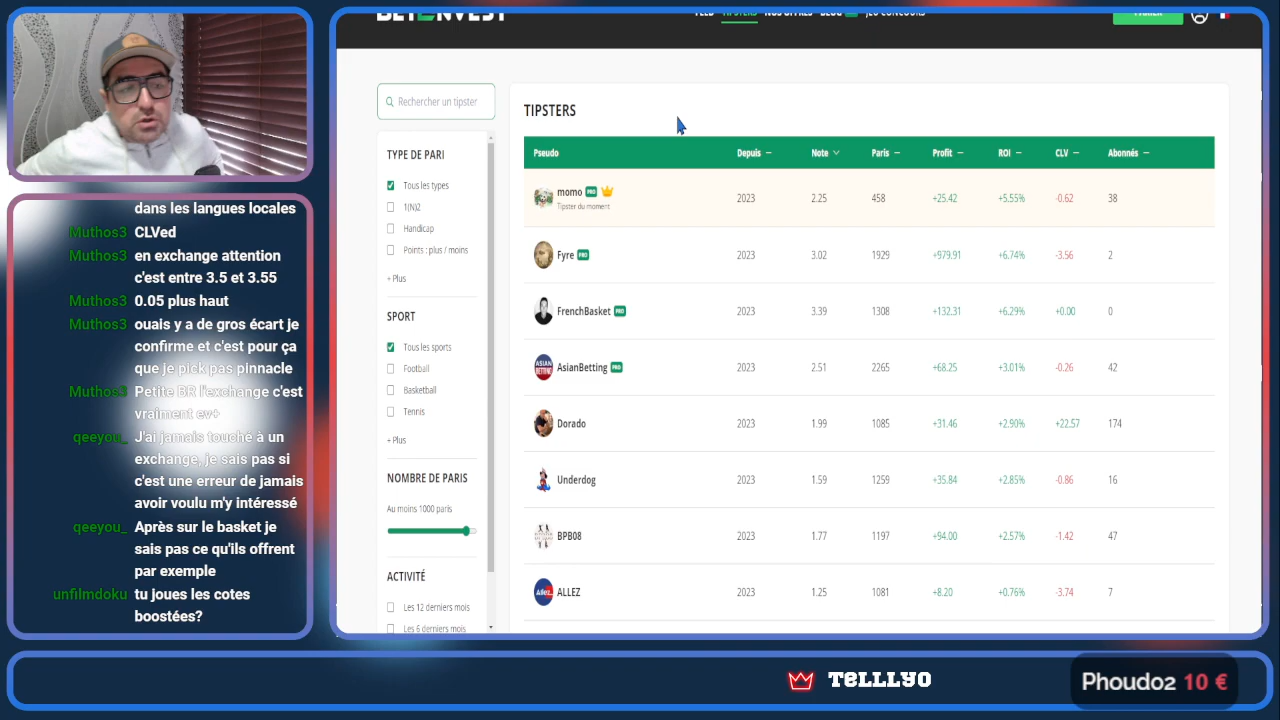 dans les langues locales
Muthos3 CLVed
Muthos3 en exchange attention
c'est entre 3.5 et 3.55
Muthos3 0.05 plus haut
Muthos3 ouais y a de gros écart je
confirme et c'est pour ça
que je pick pas pinnacle
Muthos3 Petite BR l'exchange c'est
vraiment ev+
qeeyou_ J'ai jamais touché à un
exchange, je sais pas si
c'est une erreur de jamais
avoir voulu m'y intéressé
qeeyou_ Après sur le basket je
sais pas ce qu'ils offrent
par exemple
unfilmdoku tu joues les cotes
boostées?
TIPSTERS
Rechercher un tipster
TYPE DE PARI
Tous les types
1(N)2
Handicap
Points : plus / moins
+ Plus
SPORT
Tous les sports
Football
Basketball
Tennis
+ Plus
NOMBRE DE PARIS
Au moins 1000 paris
ACTIVITÉ
Les 12 derniers mois
Les 6 derniers mois
TIPSTERS
Pseudo Depuis Note Paris Profit ROI CLV Abonnés
momo PRO 2023 2.25 458 +25.42 +5.55% -0.62 38
Tipster du moment
Fyre PRO 2023 3.02 1929 +979.91 +6.74% -3.56 2
FrenchBasket PRO 2023 3.39 1308 +132.31 +6.29% +0.00 0
AsianBetting PRO 2023 2.51 2265 +68.25 +3.01% -0.26 42
Dorado 2023 1.99 1085 +31.46 +2.90% +22.57 174
Underdog 2023 1.59 1259 +35.84 +2.85% -0.86 16
BPB08 2023 1.77 1197 +94.00 +2.57% -1.42 47
ALLEZ 2023 1.25 1081 +8.20 +0.76% -3.74 7
TELLLYO
Phoudo2 10 €